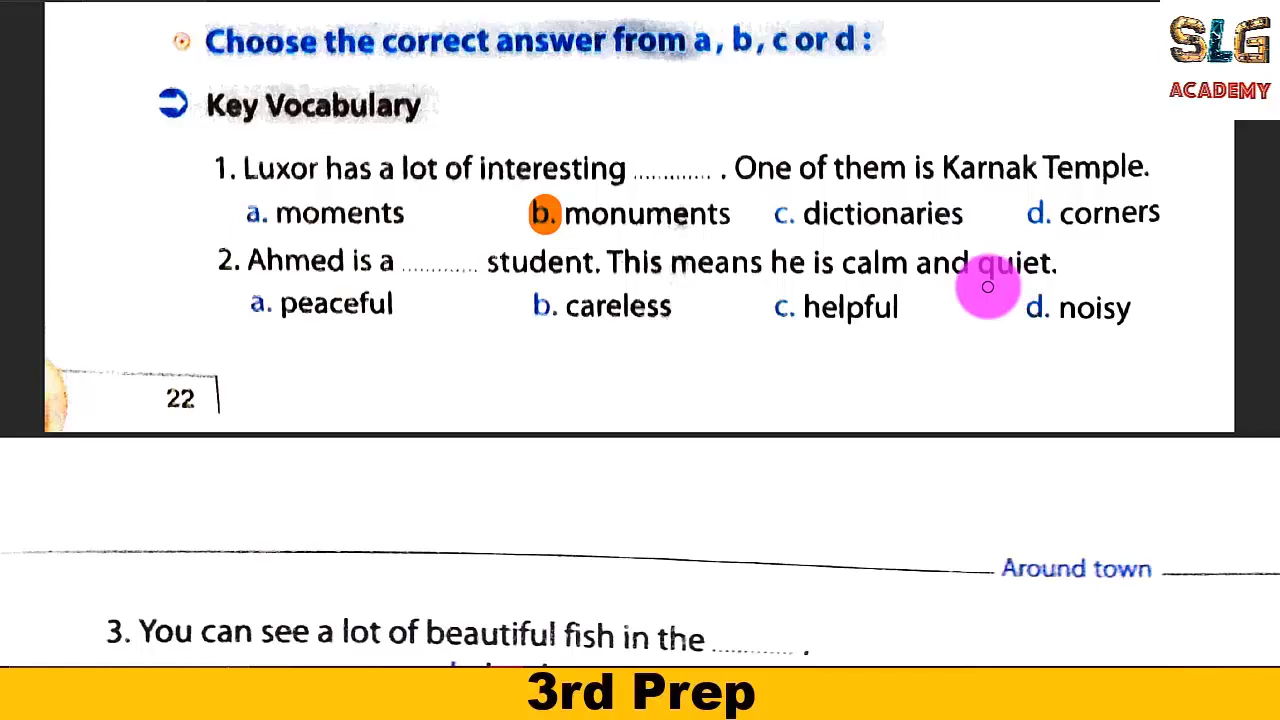 SLG
ACADEMY
Choose the correct answer from a, b, c or d:
Key Vocabulary
1. Luxor has a lot of interesting ............. . One of them is Karnak Temple.
a. moments b. monuments c. dictionaries d. corners
2. Ahmed is a ............. student. This means he is calm and quiet.
a. peaceful b. careless c. helpful d. noisy
22
Around town
3. You can see a lot of beautiful fish in the ............. .
3rd Prep